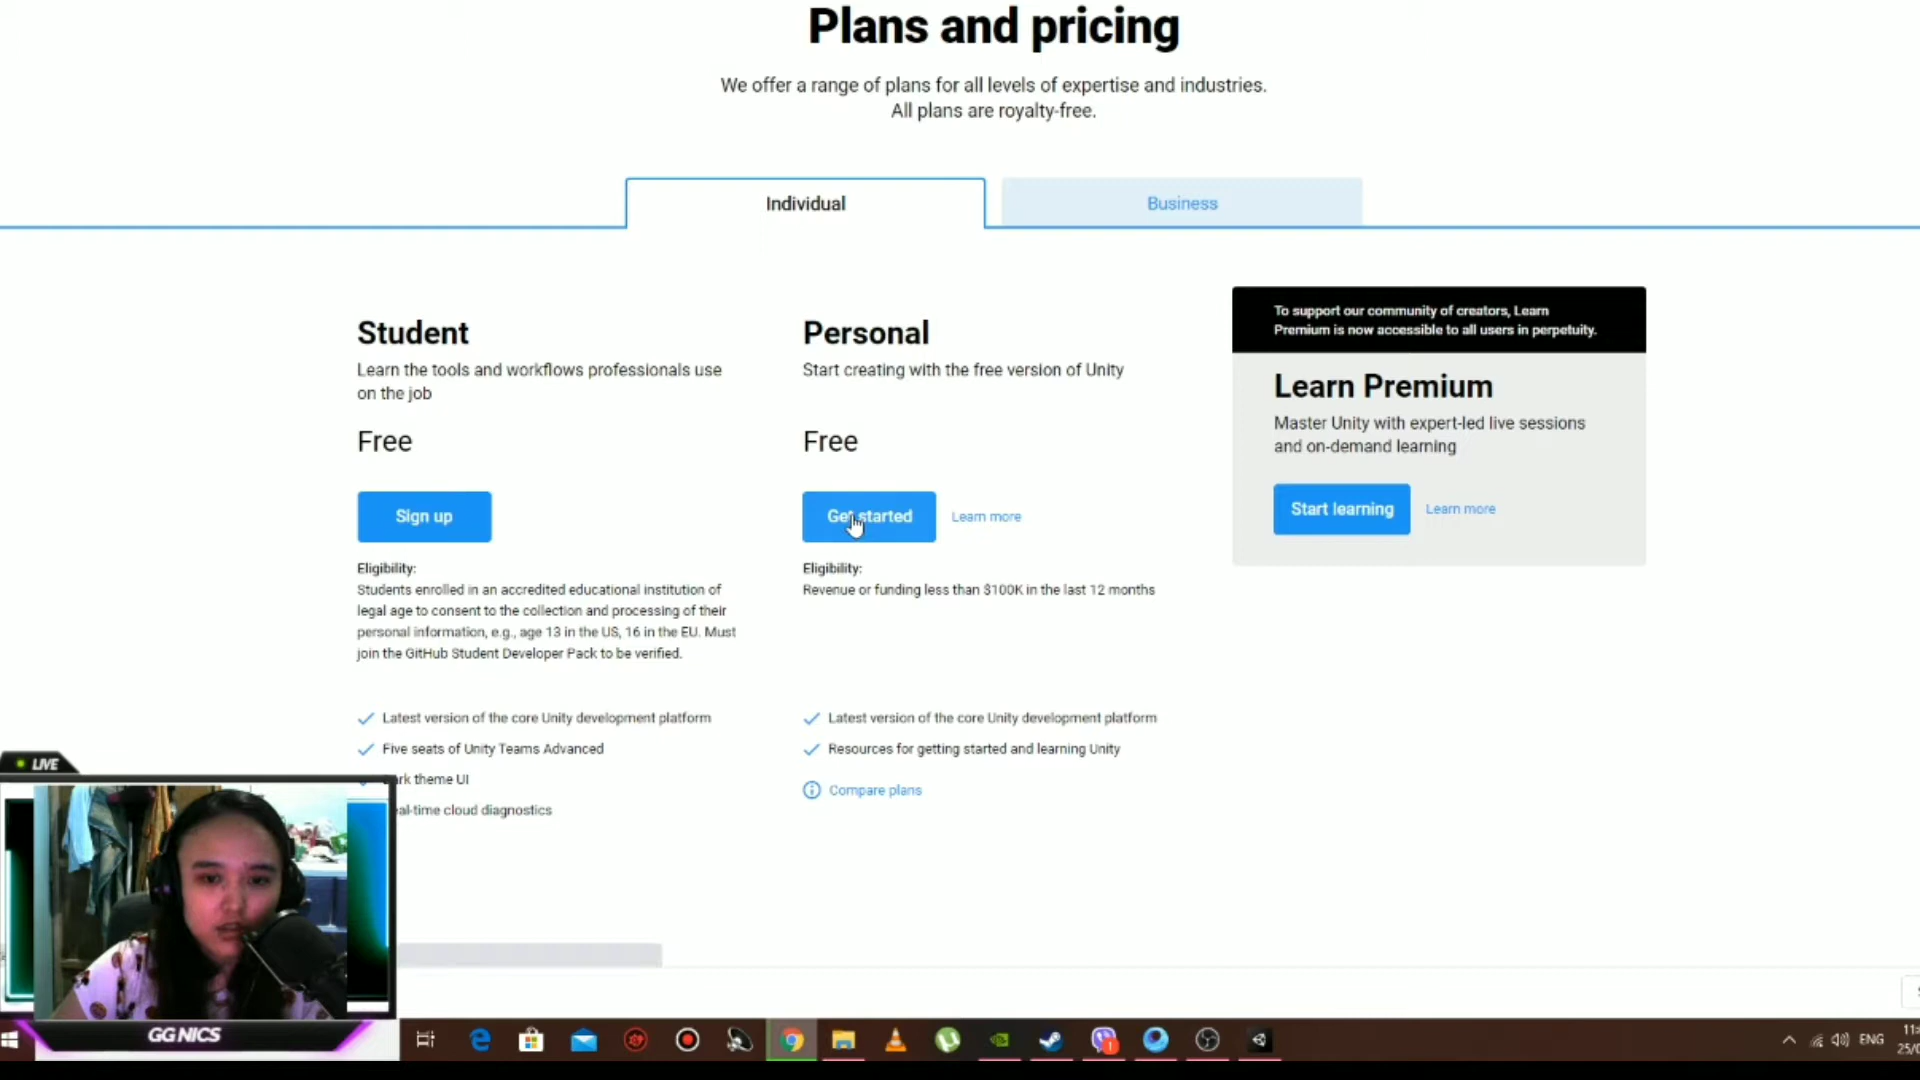 Plans and pricing
We offer a range of plans for all levels of expertise and industries.
All plans are royalty-free.
Individual
Business
Student
Learn the tools and workflows professionals use
on the job
Free
Sign up
Eligibility:
Students enrolled in an accredited educational institution of
legal age to consent to the collection and processing of their
personal information, e.g., age 13 in the US, 16 in the EU. Must
join the GitHub Student Developer Pack to be verified.
Latest version of the core Unity development platform
Five seats of Unity Teams Advanced
rk theme UI
al-time cloud diagnostics
Personal
Start creating with the free version of Unity
Free
Get started
Learn more
Eligibility:
Revenue or funding less than $100K in the last 12 months
Latest version of the core Unity development platform
Resources for getting started and learning Unity
Compare plans
To support our community of creators, Learn
Premium is now accessible to all users in perpetuity.
Learn Premium
Master Unity with expert-led live sessions
and on-demand learning
Start learning
Learn more
LIVE
GG NICS
1
ENG
11:
25/0